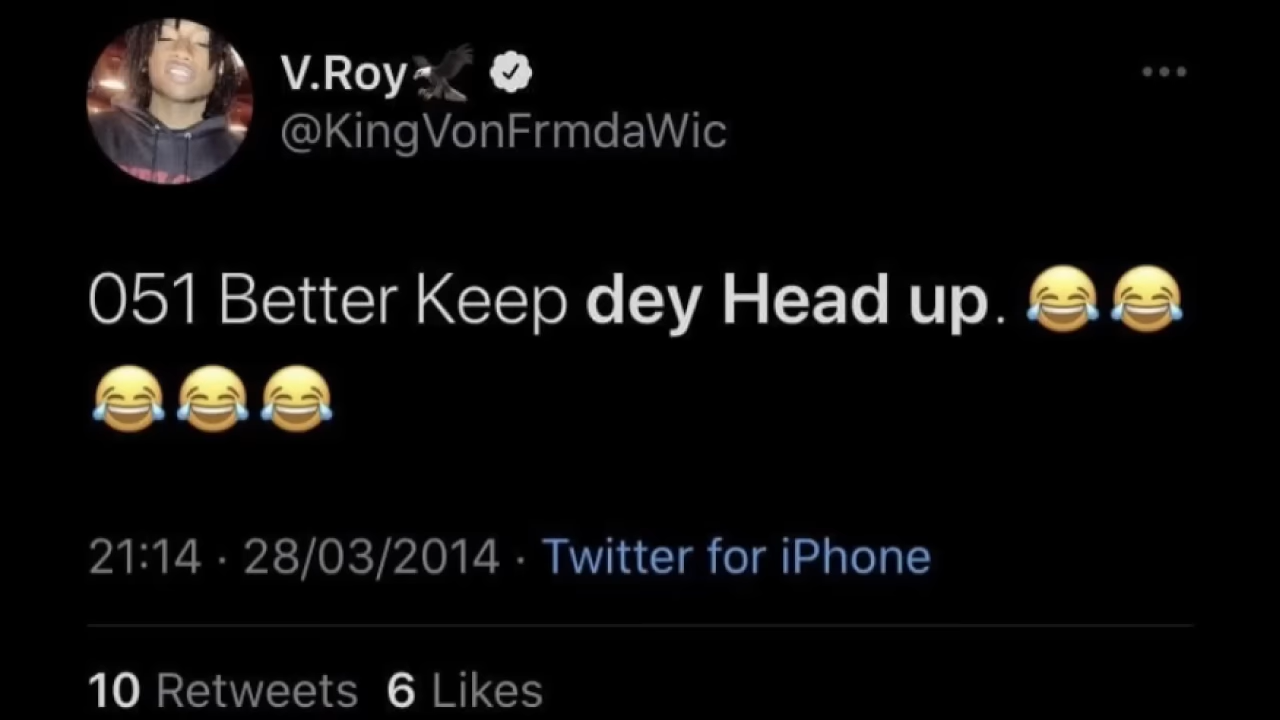 V.Roy🦅
@KingVonFrmdaWic
051 Better Keep dey Head up. 😂😂
😂😂😂
21:14 · 28/03/2014 · Twitter for iPhone
10 Retweets 6 Likes